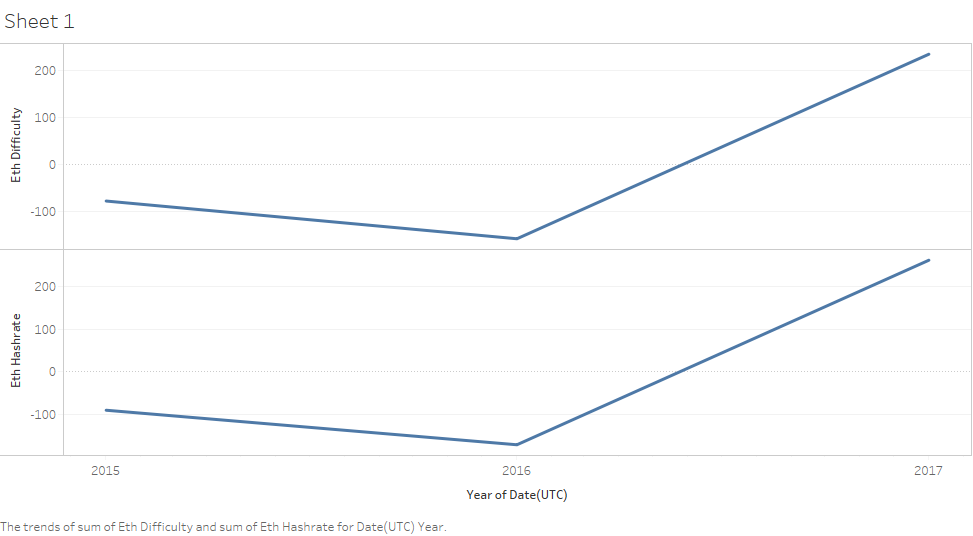 Sheet 1
200
100
0
-100
Eth Difficulty
200
100
0
-100
Eth Hashrate
2015 2016 2017
Year of Date(UTC)
The trends of sum of Eth Difficulty and sum of Eth Hashrate for Date(UTC) Year.